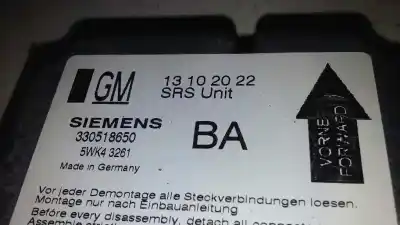 GM
13 10 20 22
SRS Unit
SIEMENS
330518650
5WK4 3261
BA
Made in Germany
VORNE
FORWARD
Vor jeder Demontage alle Steckverbindungen loesen.
Montage nur nach Einbauanleitung
Before every disassembly, detach all